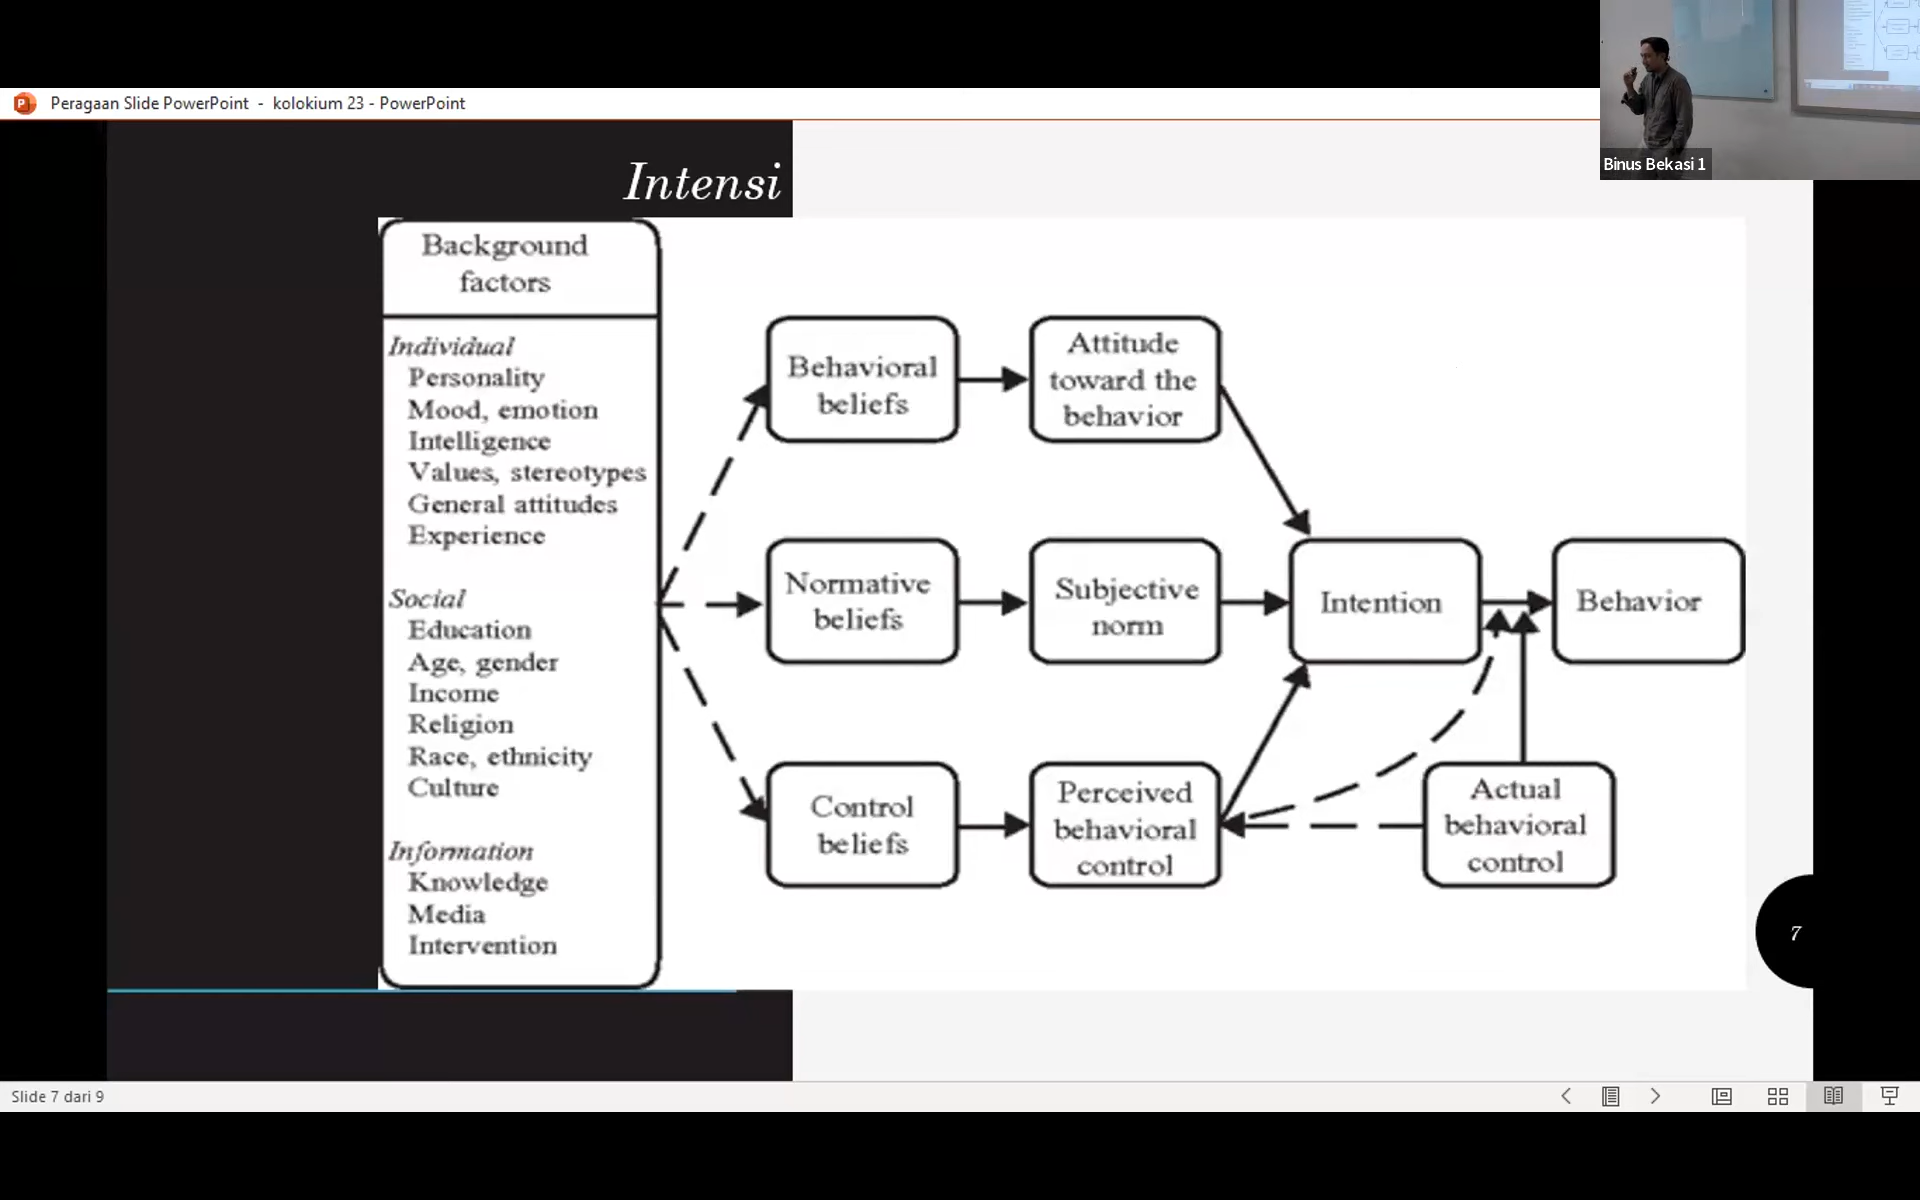 Peragaan Slide PowerPoint - kolokium 23 - PowerPoint
Binus Bekasi 1
Intensi
Background
factors
Individual
Personality
Mood, emotion
Intelligence
Values, stereotypes
General attitudes
Experience
Social
Education
Age, gender
Income
Religion
Race, ethnicity
Culture
Information
Knowledge
Media
Intervention
Behavioral
beliefs
Attitude
toward the
behavior
Normative
beliefs
Subjective
norm
Intention
Behavior
Control
beliefs
Perceived
behavioral
control
Actual
behavioral
control
7
Slide 7 dari 9